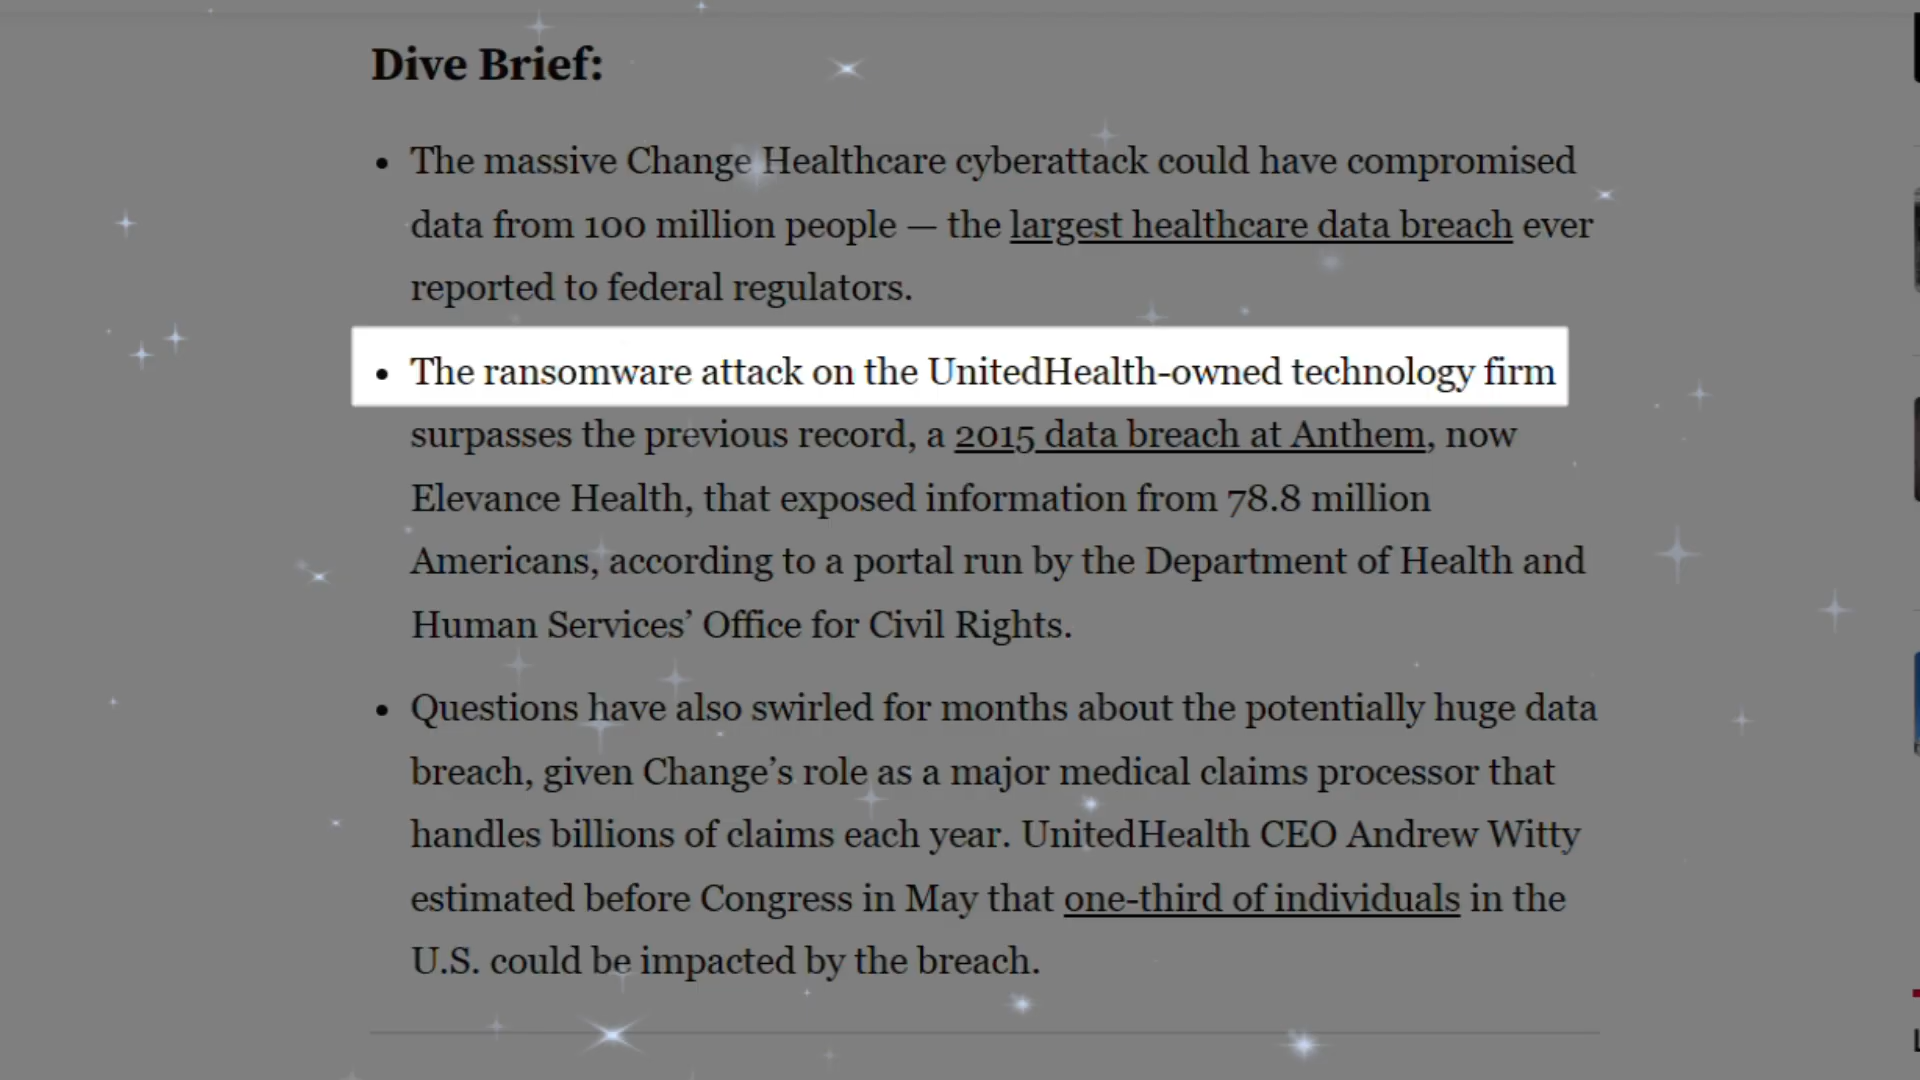 Dive Brief:
• The massive Change Healthcare cyberattack could have compromised
data from 100 million people — the largest healthcare data breach ever
reported to federal regulators.
• The ransomware attack on the UnitedHealth-owned technology firm
surpasses the previous record, a 2015 data breach at Anthem, now
Elevance Health, that exposed information from 78.8 million
Americans, according to a portal run by the Department of Health and
Human Services’ Office for Civil Rights.
• Questions have also swirled for months about the potentially huge data
breach, given Change’s role as a major medical claims processor that
handles billions of claims each year. UnitedHealth CEO Andrew Witty
estimated before Congress in May that one-third of individuals in the
U.S. could be impacted by the breach.